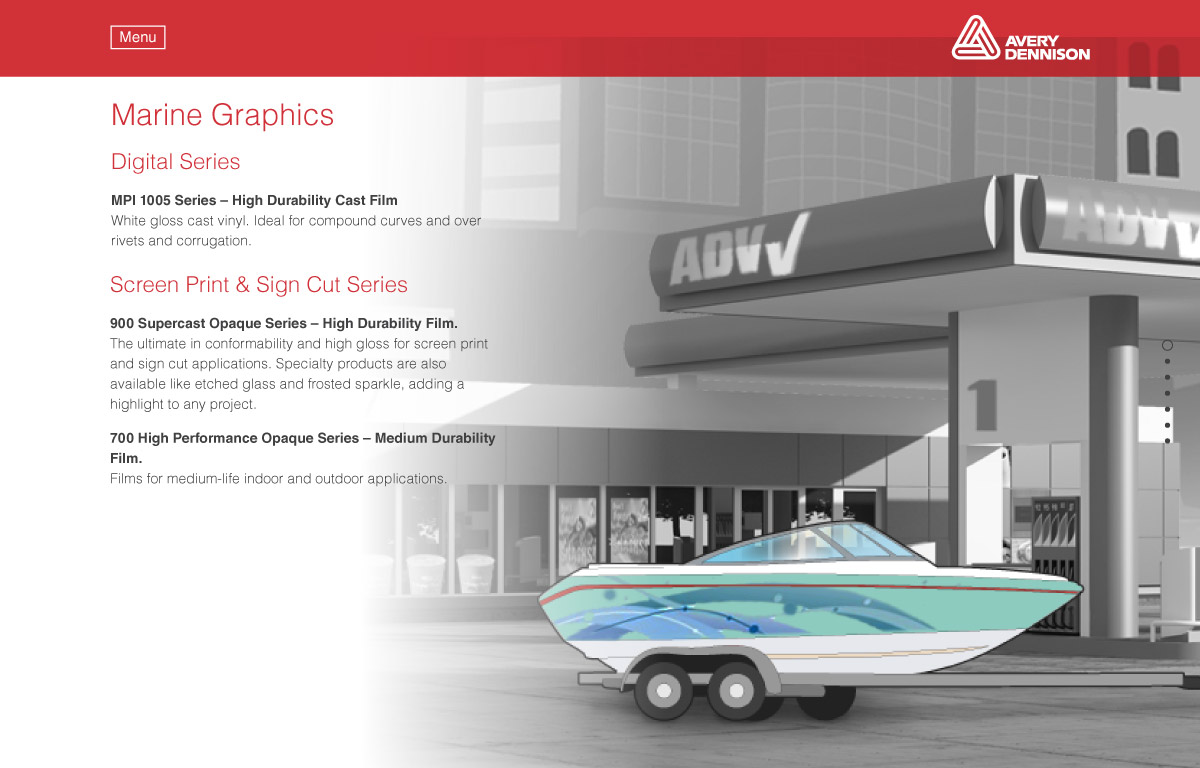 Menu
AVERY
DENNISON
Marine Graphics
Digital Series
MPI 1005 Series – High Durability Cast Film
White gloss cast vinyl. Ideal for compound curves and over
rivets and corrugation.
Screen Print & Sign Cut Series
900 Supercast Opaque Series – High Durability Film.
The ultimate in conformability and high gloss for screen print
and sign cut applications. Specialty products are also
available like etched glass and frosted sparkle, adding a
highlight to any project.
700 High Performance Opaque Series – Medium Durability
Film.
Films for medium-life indoor and outdoor applications.
ADV
ADV
1